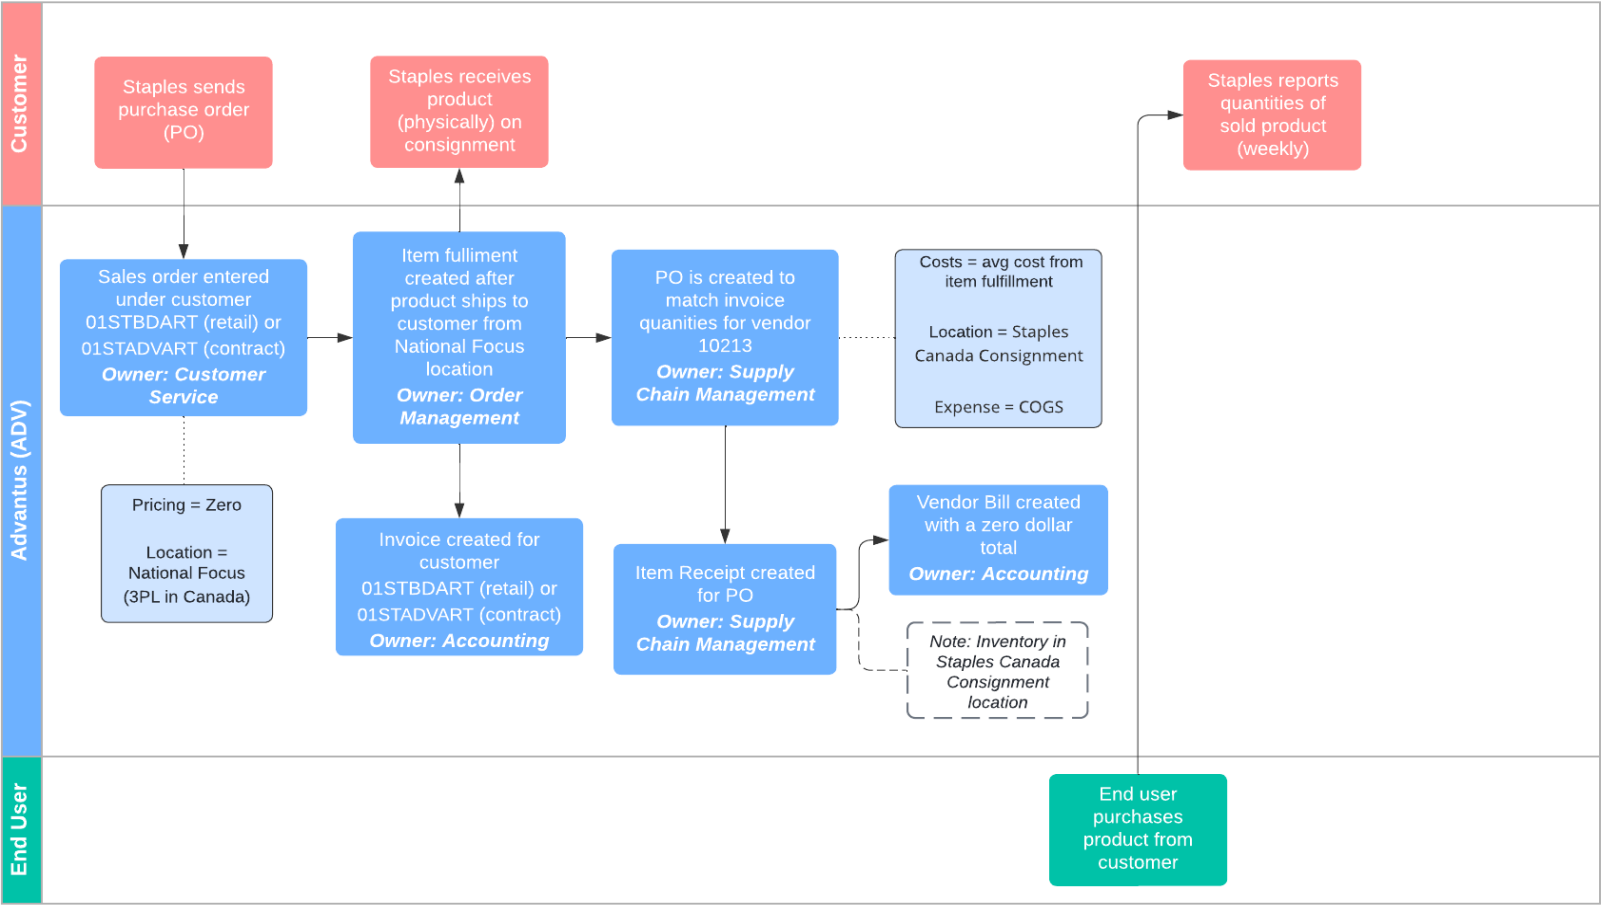 Customer
Staples sends
purchase order
(PO)
Staples receives
product
(physically) on
consignment
Staples reports
quantities of
sold product
(weekly)
Advantus (ADV)
Sales order entered
under customer
01STBDART (retail) or
01STADVART (contract)
Owner: Customer
Service
Item fulliment
created after
product ships to
customer from
National Focus
location
Owner: Order
Management
PO is created to
match invoice
quanities for vendor
10213
Owner: Supply
Chain Management
Costs = avg cost from
item fulfillment
Location = Staples
Canada Consignment
Expense = COGS
Pricing = Zero
Location =
National Focus
(3PL in Canada)
Invoice created for
customer
01STBDART (retail) or
01STADVART (contract)
Owner: Accounting
Item Receipt created
for PO
Owner: Supply
Chain Management
Vendor Bill created
with a zero dollar
total
Owner: Accounting
Note: Inventory in
Staples Canada
Consignment
location
End User
End user
purchases
product from
customer